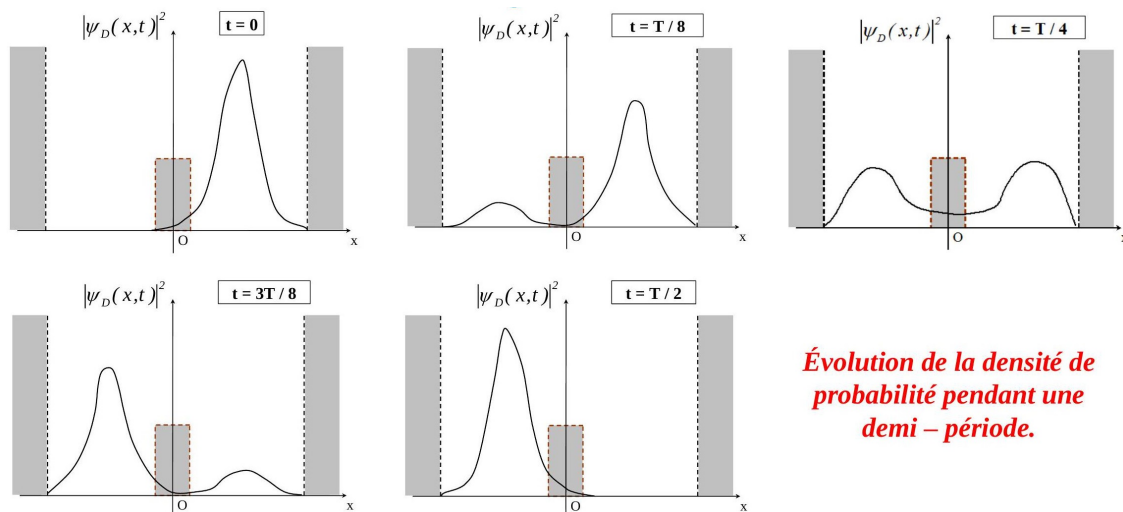 |ψ_D(x,t)|²
t = 0
O
x
|ψ_D(x,t)|²
t = T / 8
O
x
|ψ_D(x,t)|²
t = T / 4
O
x
|ψ_D(x,t)|²
t = 3T / 8
O
x
|ψ_D(x,t)|²
t = T / 2
O
x
Évolution de la densité de
probabilité pendant une
demi – période.